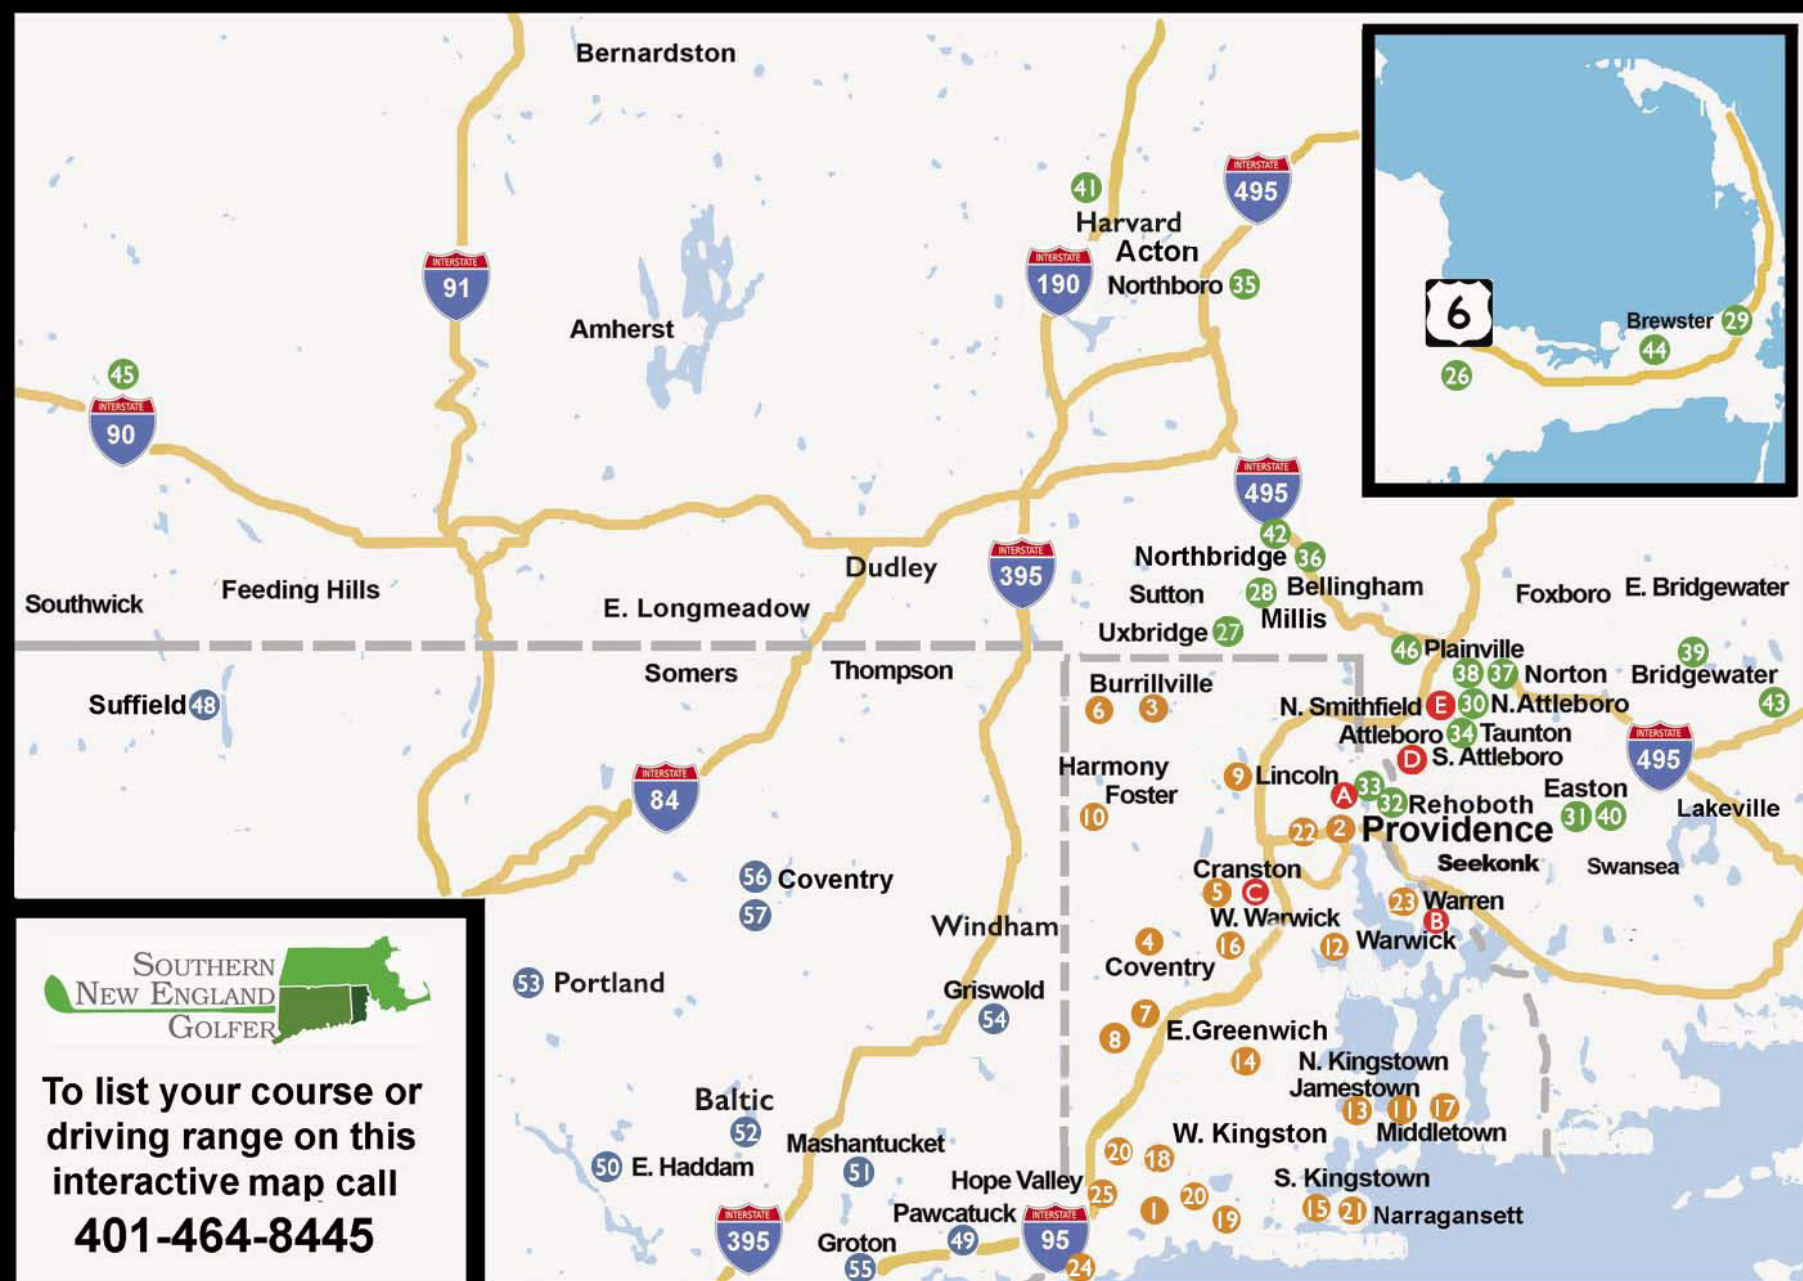 Bernardston
INTERSTATE
495
41
Harvard
Acton
INTERSTATE
91
INTERSTATE
190
Northboro 35
6
Brewster 29
44
26
Amherst
45
INTERSTATE
90
INTERSTATE
495
42
Northbridge 36
Dudley
INTERSTATE
395
Southwick
Feeding Hills
E. Longmeadow
Sutton
28 Bellingham
Millis
Uxbridge 27
Foxboro
E. Bridgewater
46 Plainville
39
38 37 Norton
Bridgewater
43
Somers
Thompson
Suffield 48
Burrillville
6 3
N. Smithfield E 30 N.Attleboro
Attleboro 34 Taunton
D S. Attleboro
INTERSTATE
495
Harmony
Foster
10
9 Lincoln
A 33
32 Rehoboth
Easton
31 40
Lakeville
INTERSTATE
84
22 2 Providence
Seekonk
Swansea
56 Coventry
57
Cranston
5 C
23 Warren
B
W. Warwick
16
12 Warwick
Windham
4
Coventry
53 Portland
Griswold
54
7
8
E.Greenwich
14
N. Kingstown
Jamestown
13 11 17
Middletown
Baltic
52
Mashantucket
51
50 E. Haddam
W. Kingston
20 18
Hope Valley
25
S. Kingstown
15 21 Narragansett
1 20
19
Pawcatuck
49
INTERSTATE
395
Groton
55
INTERSTATE
95
24
SOUTHERN
NEW ENGLAND
GOLFER
To list your course or
driving range on this
interactive map call
401-464-8445